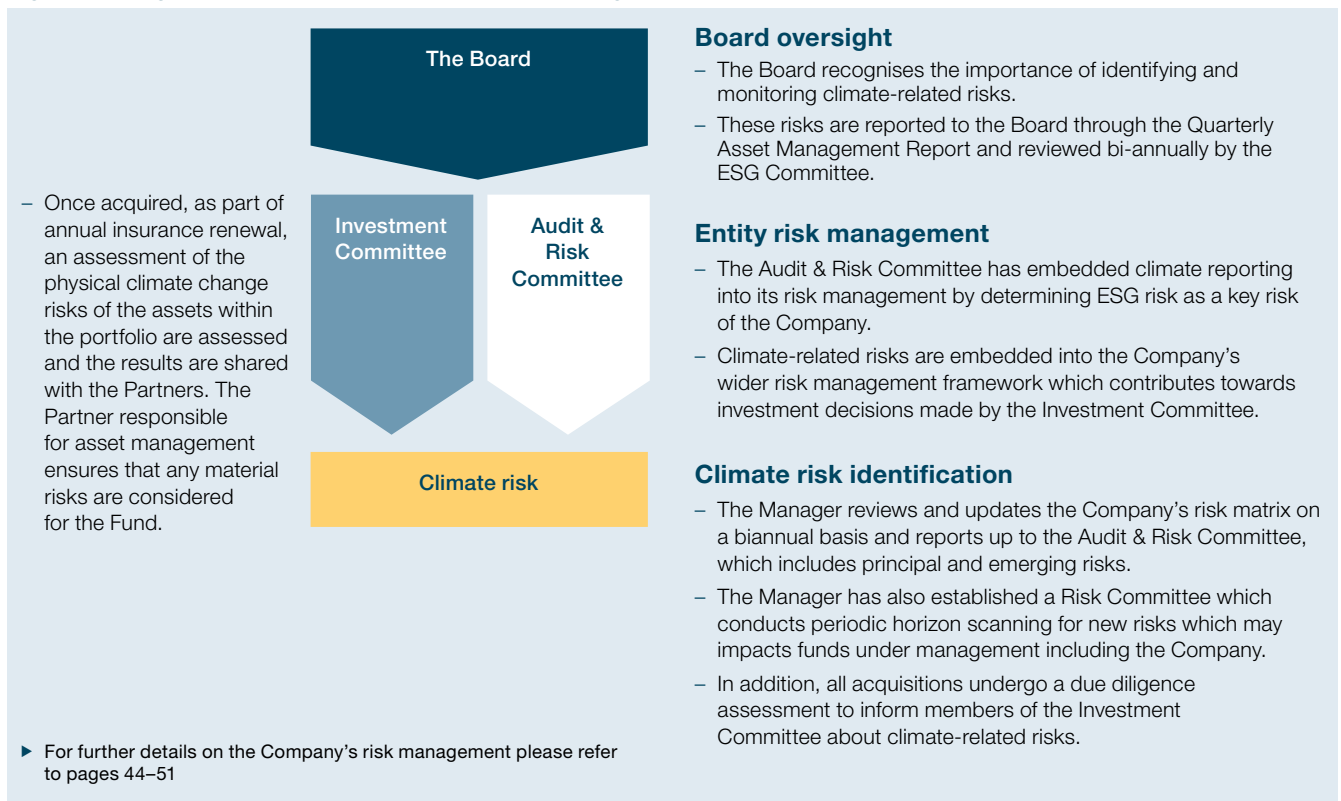 The Board
– Once acquired, as part of
annual insurance renewal,
an assessment of the
physical climate change
risks of the assets within
the portfolio are assessed
and the results are shared
with the Partners. The
Partner responsible
for asset management
ensures that any material
risks are considered
for the Fund.
Investment
Committee
Audit &
Risk
Committee
Climate risk
Board oversight
– The Board recognises the importance of identifying and
monitoring climate-related risks.
– These risks are reported to the Board through the Quarterly
Asset Management Report and reviewed bi-annually by the
ESG Committee.
Entity risk management
– The Audit & Risk Committee has embedded climate reporting
into its risk management by determining ESG risk as a key risk
of the Company.
– Climate-related risks are embedded into the Company’s
wider risk management framework which contributes towards
investment decisions made by the Investment Committee.
Climate risk identification
– The Manager reviews and updates the Company’s risk matrix on
a biannual basis and reports up to the Audit & Risk Committee,
which includes principal and emerging risks.
– The Manager has also established a Risk Committee which
conducts periodic horizon scanning for new risks which may
impacts funds under management including the Company.
– In addition, all acquisitions undergo a due diligence
assessment to inform members of the Investment
Committee about climate-related risks.
▶ For further details on the Company’s risk management please refer
to pages 44–51